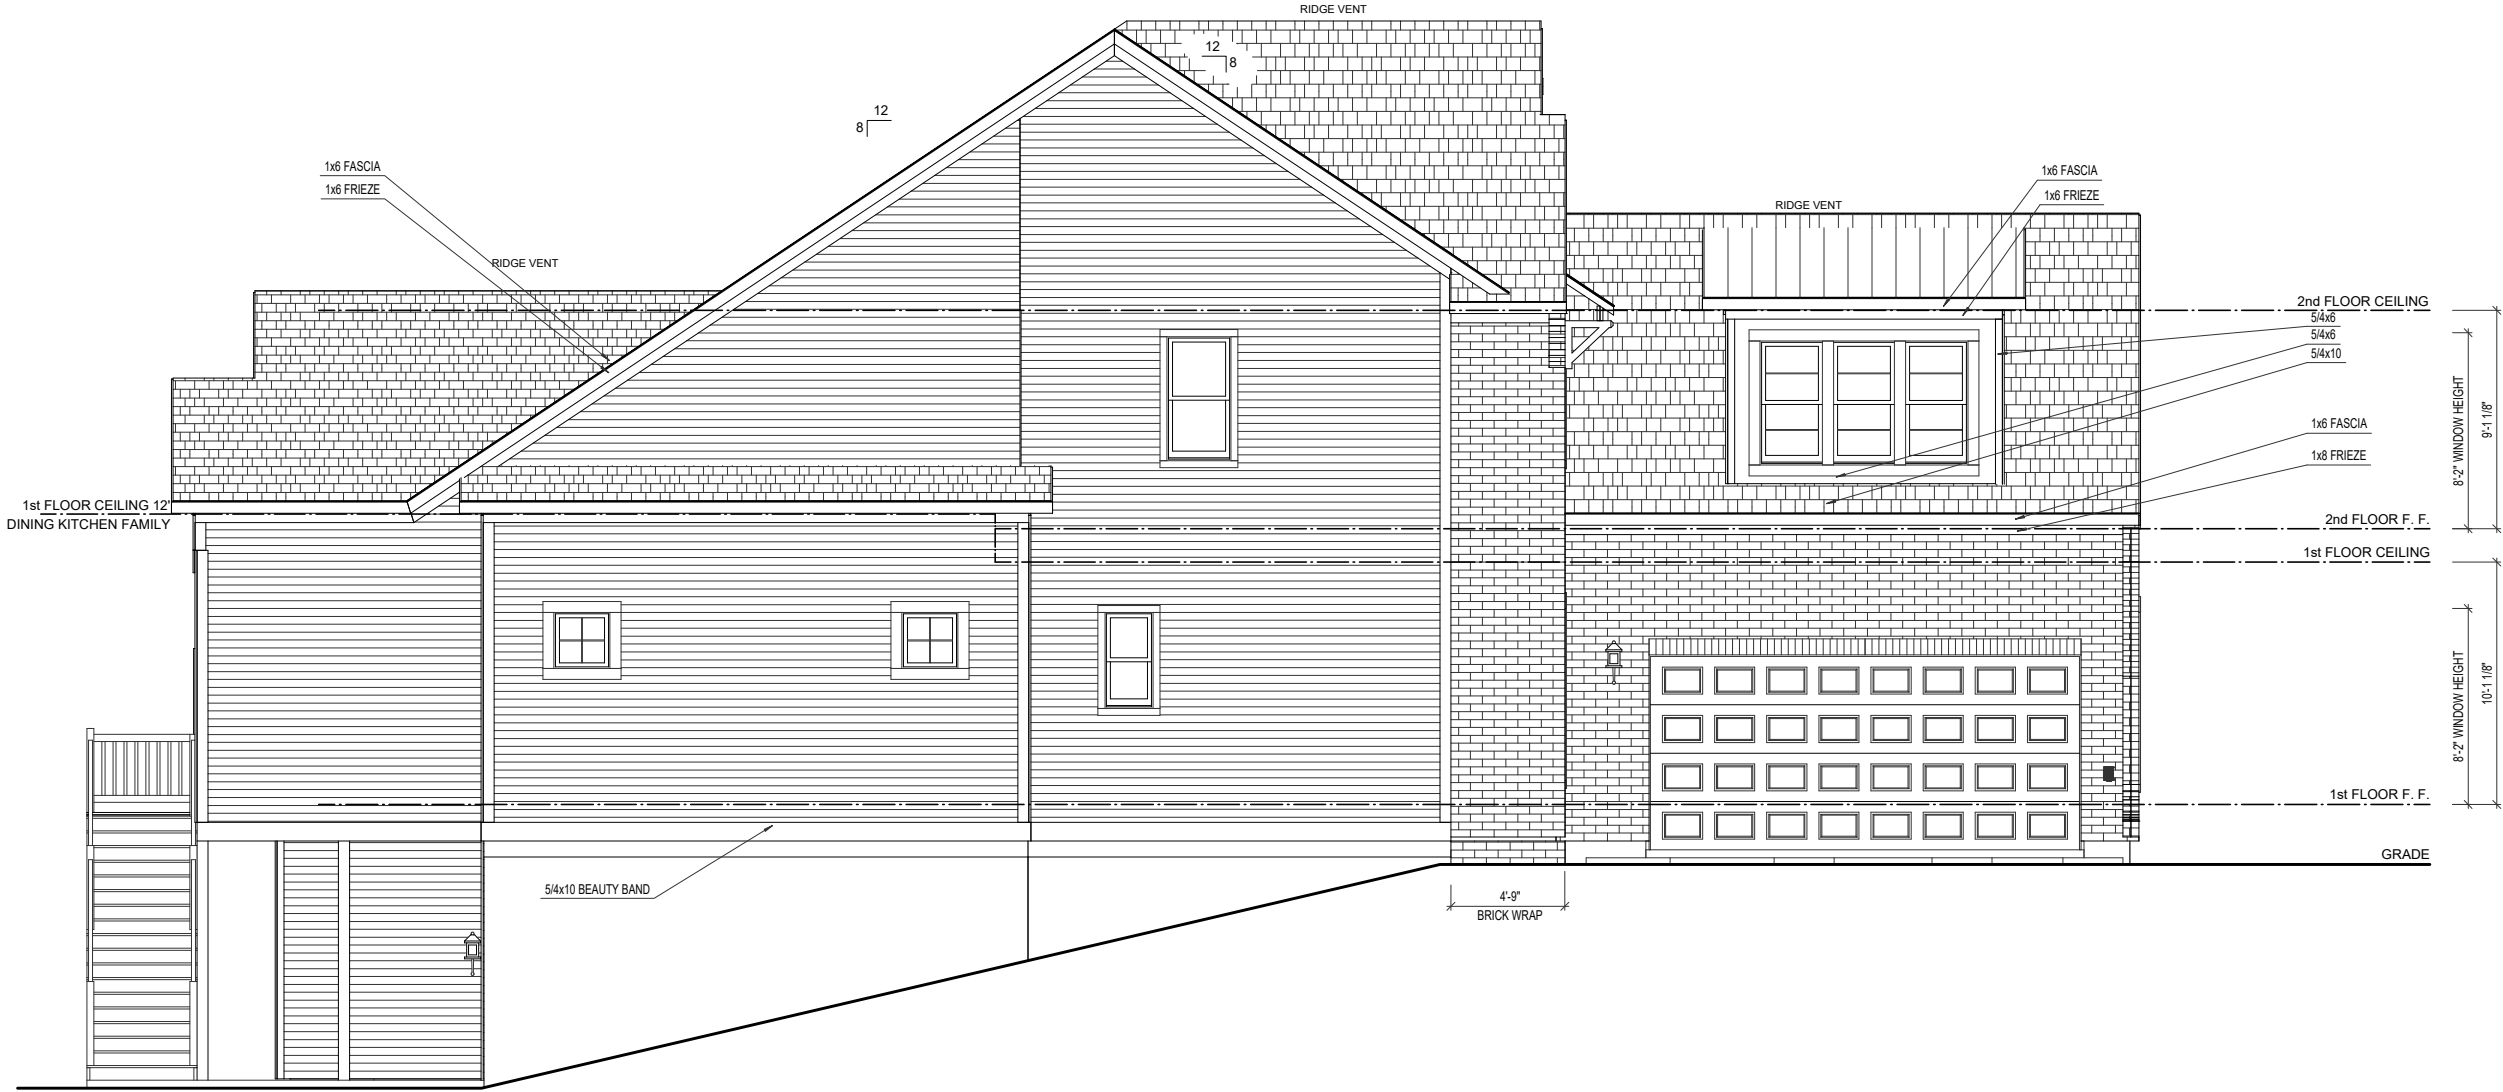 RIDGE VENT
12
8
12
8
1x6 FASCIA
1x6 FRIEZE
RIDGE VENT
1x6 FASCIA
1x6 FRIEZE
RIDGE VENT
2nd FLOOR CEILING
5/4x6
5/4x6
5/4x10
8'-2" WINDOW HEIGHT
9'-1 1/8"
1x6 FASCIA
1x8 FRIEZE
1st FLOOR CEILING 12'
DINING KITCHEN FAMILY
2nd FLOOR F. F.
1st FLOOR CEILING
8'-2" WINDOW HEIGHT
10'-1 1/8"
1st FLOOR F. F.
GRADE
5/4x10 BEAUTY BAND
4'-9"
BRICK WRAP